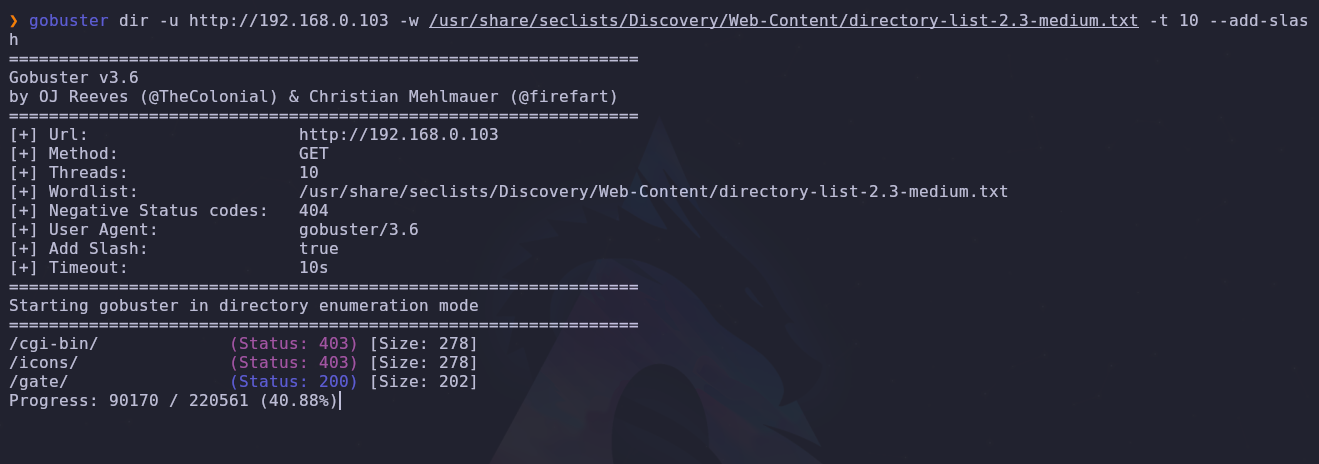 ❯ gobuster dir -u http://192.168.0.103 -w /usr/share/seclists/Discovery/Web-Content/directory-list-2.3-medium.txt -t 10 --add-slas
h
===============================================================
Gobuster v3.6
by OJ Reeves (@TheColonial) & Christian Mehlmauer (@firefart)
===============================================================
[+] Url:                     http://192.168.0.103
[+] Method:                  GET
[+] Threads:                 10
[+] Wordlist:                /usr/share/seclists/Discovery/Web-Content/directory-list-2.3-medium.txt
[+] Negative Status codes:   404
[+] User Agent:              gobuster/3.6
[+] Add Slash:               true
[+] Timeout:                 10s
===============================================================
Starting gobuster in directory enumeration mode
===============================================================
/cgi-bin/             (Status: 403) [Size: 278]
/icons/               (Status: 403) [Size: 278]
/gate/                (Status: 200) [Size: 202]
Progress: 90170 / 220561 (40.88%)